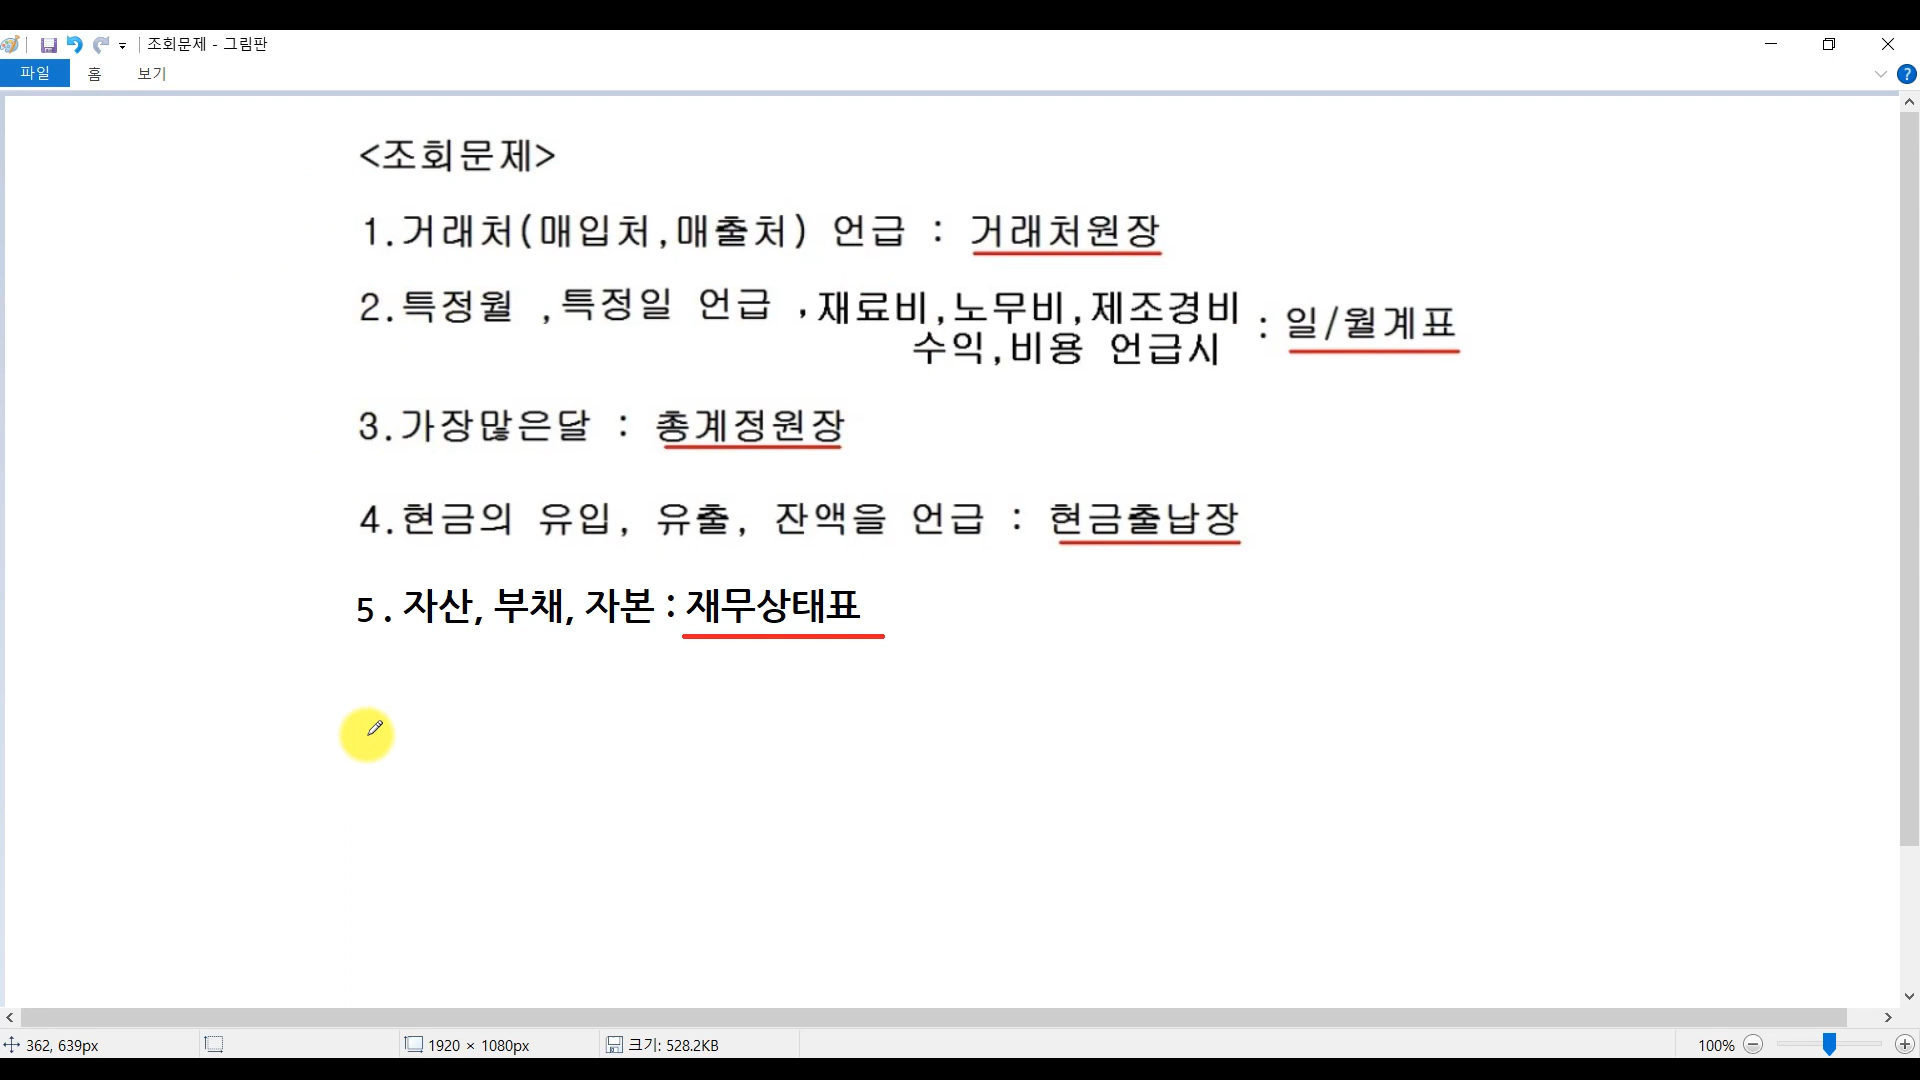 조회문제 - 그림판
파일 홈 보기
<조회문제>
1.거래처(매입처,매출처) 언급 : 거래처원장
2.특정월 ,특정일 언급 ,재료비,노무비,제조경비 : 일/월계표
수익,비용 언급시
3.가장많은달 : 총계정원장
4.현금의 유입, 유출, 잔액을 언급 : 현금출납장
5. 자산, 부채, 자본 : 재무상태표
362, 639px 1920 × 1080px 크기: 528.2KB 100%